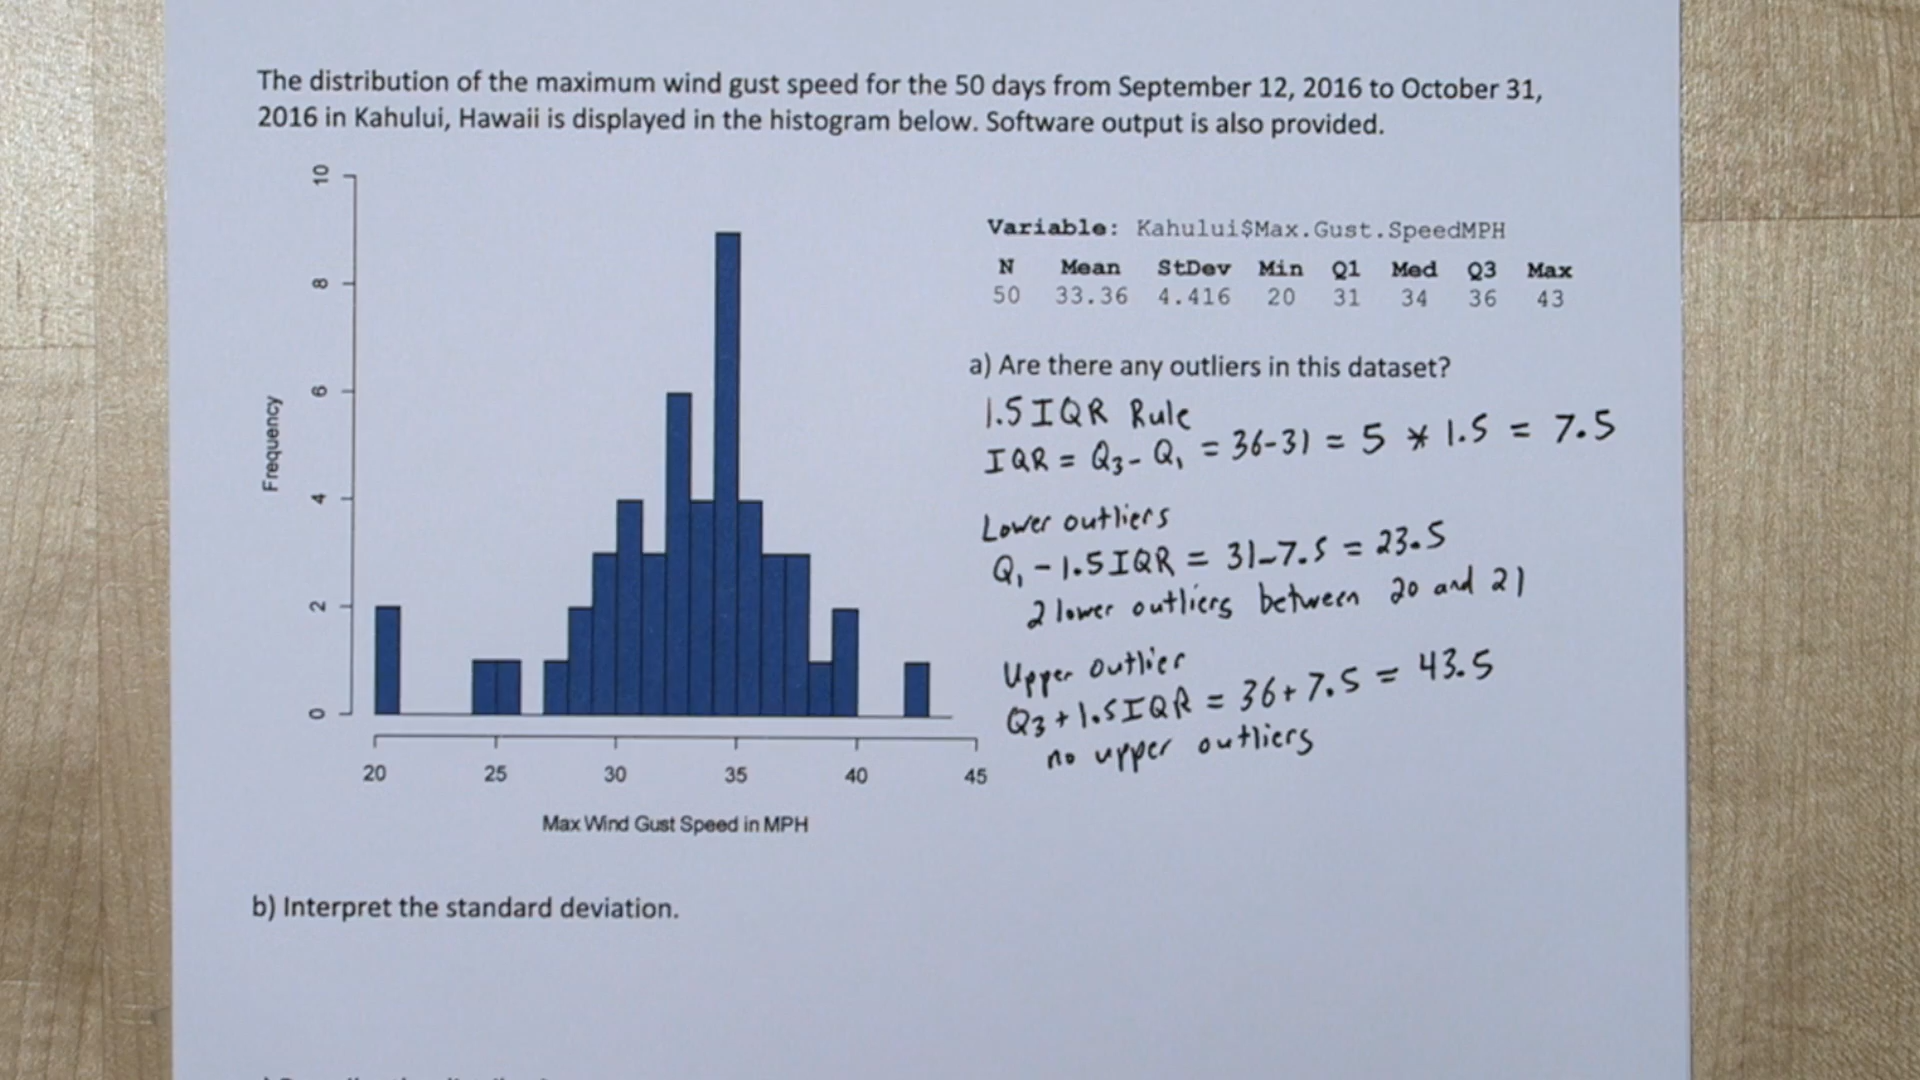 The distribution of the maximum wind gust speed for the 50 days from September 12, 2016 to October 31,
2016 in Kahului, Hawaii is displayed in the histogram below. Software output is also provided.
10
8
6
4
2
0
Frequency
20 25 30 35 40 45
Max Wind Gust Speed in MPH
Variable: Kahului$Max.Gust.SpeedMPH
N Mean StDev Min Q1 Med Q3 Max
50 33.36 4.416 20 31 34 36 43
a) Are there any outliers in this dataset?
1.5 IQR Rule
IQR = Q₃ - Q₁ = 36-31 = 5 * 1.5 = 7.5
Lower outliers
Q₁ - 1.5IQR = 31-7.5 = 23.5
2 lower outliers between 20 and 21
Upper outlier
Q₃ + 1.5IQR = 36+7.5 = 43.5
no upper outliers
b) Interpret the standard deviation.